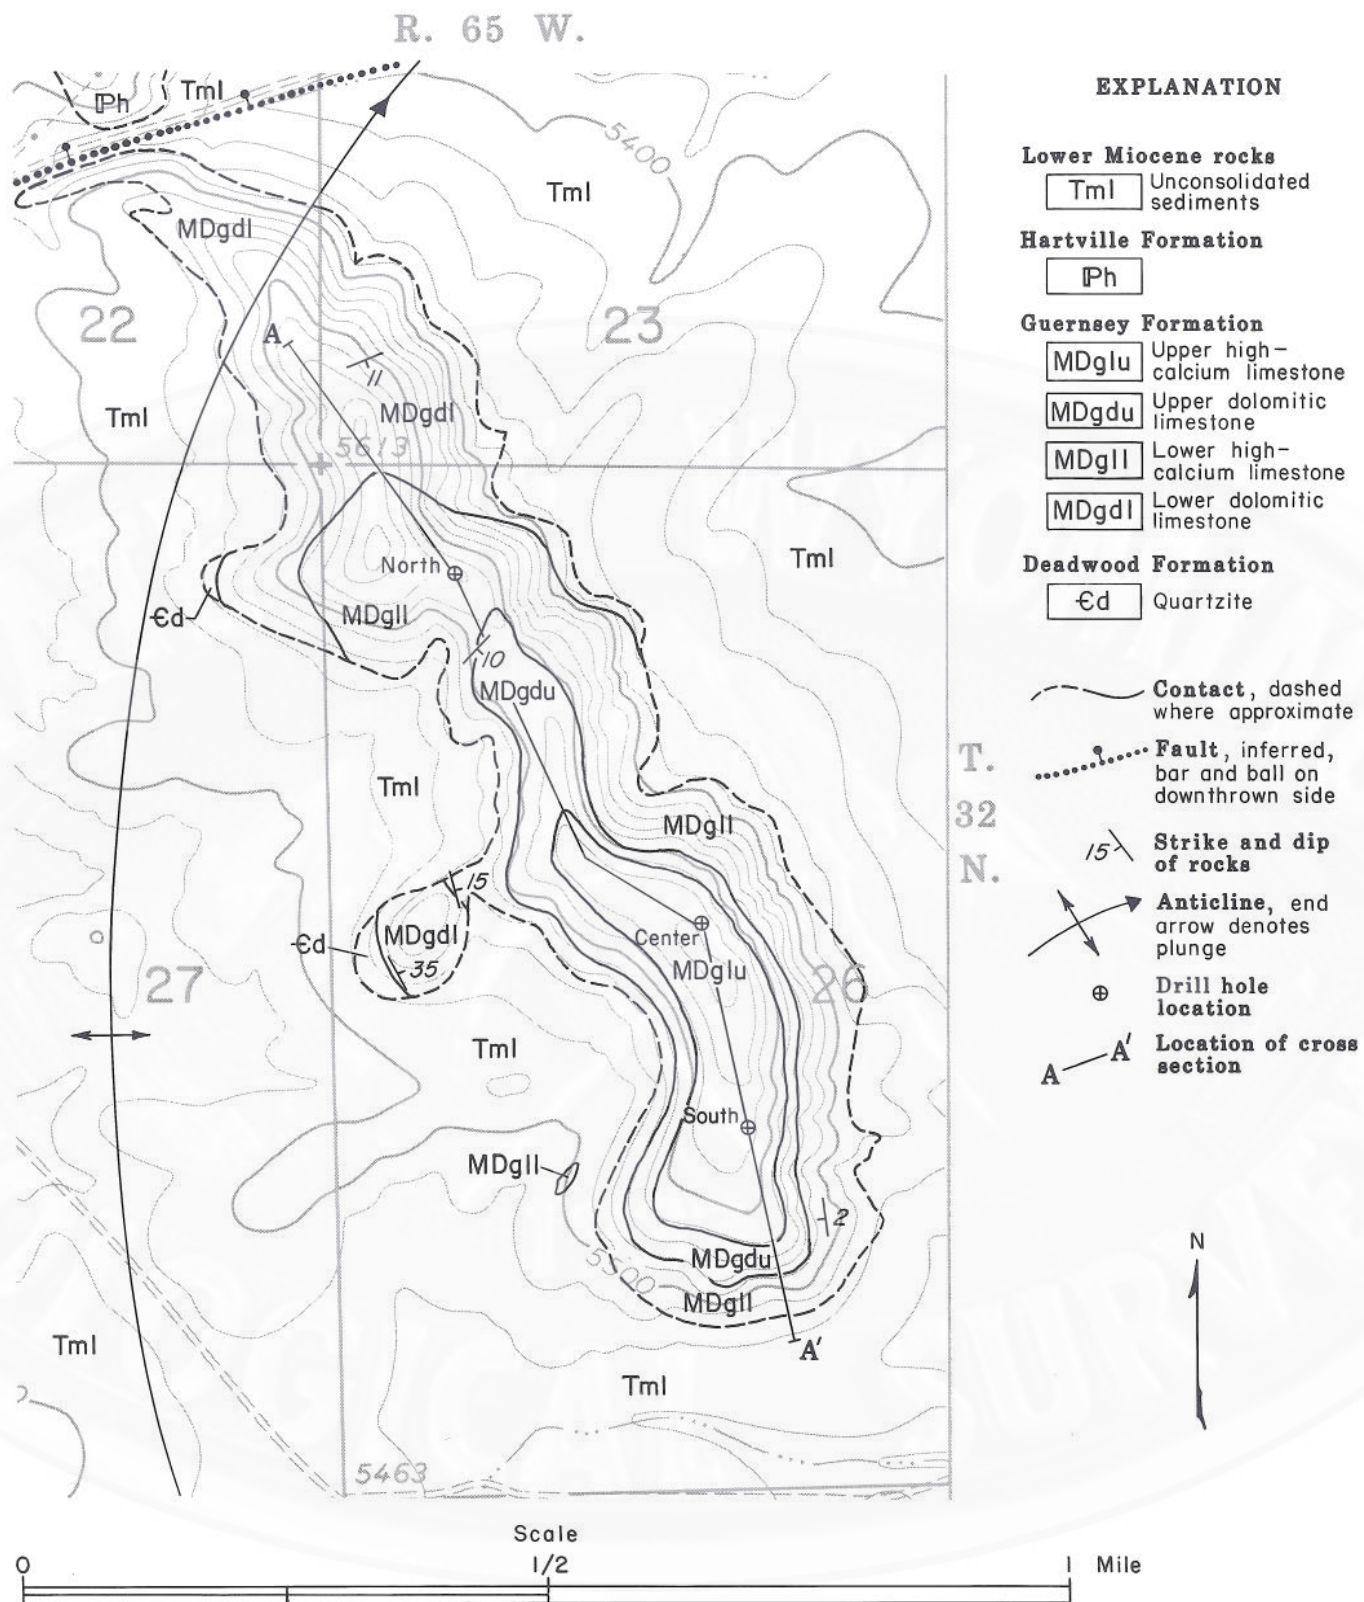 R. 65 W.
ℙh
Tml
5400
Tml
MDgdl
22
23
A
11
Tml
MDgdl
5613
Tml
North
MDgll
Єd
10
MDgdu
Tml
MDgll
15
Єd
MDgdl
35
Center
MDglu
26
27
Tml
South
MDgll
2
MDgdu
5500
MDgll
Tml
A'
Tml
5463
T.
32
N.
EXPLANATION
Lower Miocene rocks
Tml Unconsolidated
sediments
Hartville Formation
ℙh
Guernsey Formation
MDglu Upper high-
calcium limestone
MDgdu Upper dolomitic
limestone
MDgll Lower high-
calcium limestone
MDgdl Lower dolomitic
limestone
Deadwood Formation
Єd Quartzite
Contact, dashed
where approximate
Fault, inferred,
bar and ball on
downthrown side
15 Strike and dip
of rocks
Anticline, end
arrow denotes
plunge
Drill hole
location
A A' Location of cross
section
N
Scale
0 1/2 1 Mile